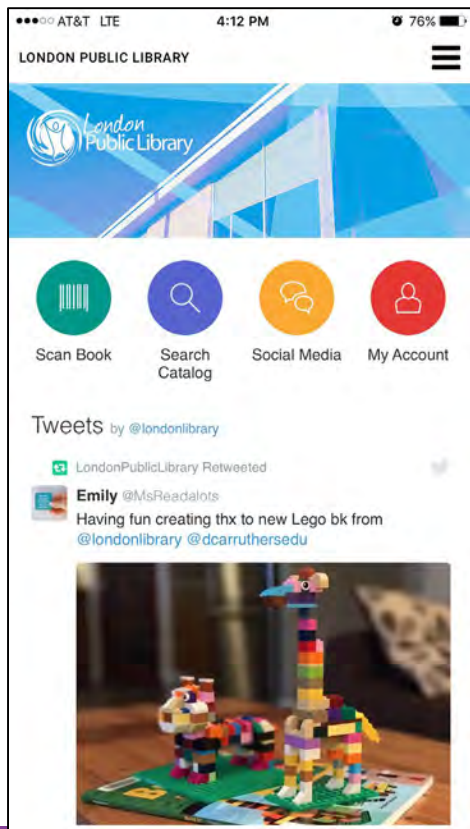 AT&T LTE 4:12 PM 76%
LONDON PUBLIC LIBRARY
London
Public Library
Scan Book
Search
Catalog
Social Media
My Account
Tweets by @londonlibrary
LondonPublicLibrary Retweeted
Emily @MsReadalots
Having fun creating thx to new Lego bk from
@londonlibrary @dcarruthersedu